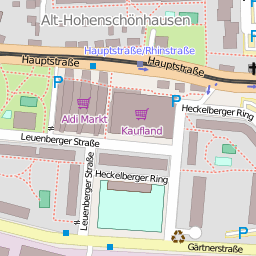 Alt-Hohenschönhausen
Hauptstraße/Rhinstraße
Hauptstraße
Hauptstraße
P
P
Heckelberger Ring
Aldi Markt
Kaufland
Leuenberger Straße
Leuenberger Straße
Heckelberger Ring
P
P
Gärtnerstraße